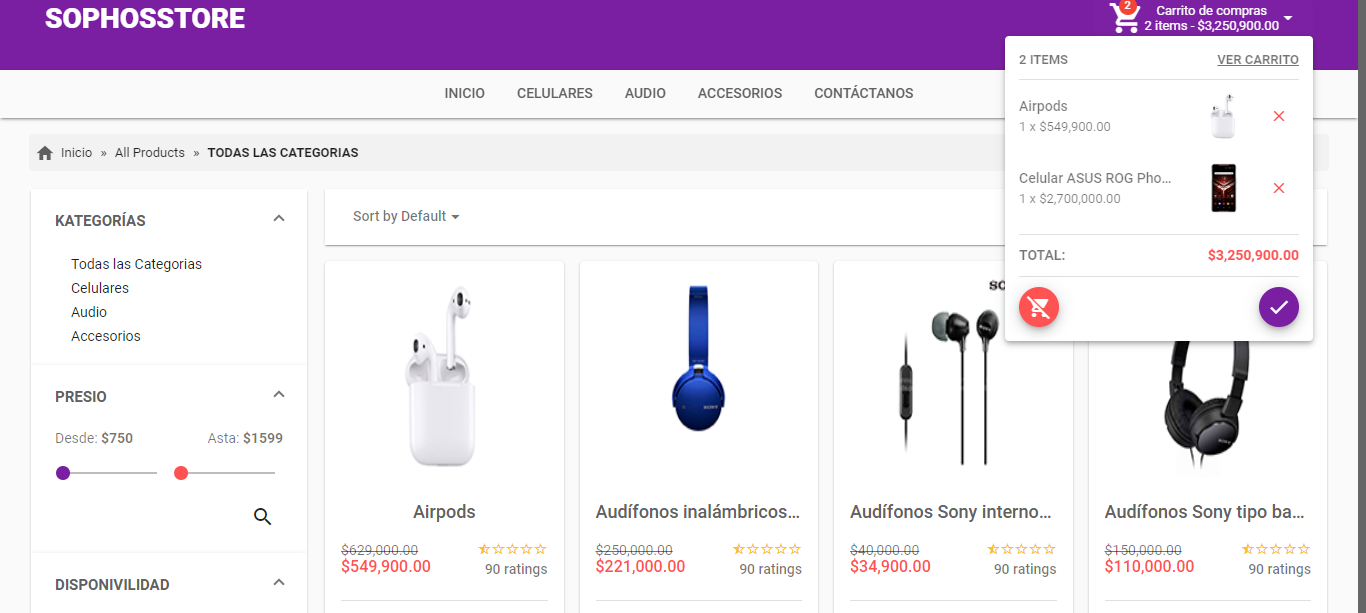 SOPHOSSTORE
2
Carrito de compras
2 items - $3,250,900.00
2 ITEMS
VER CARRITO
Airpods
1 x $549,900.00
Celular ASUS ROG Pho...
1 x $2,700,000.00
TOTAL:
$3,250,900.00
INICIO
CELULARES
AUDIO
ACCESORIOS
CONTÁCTANOS
Inicio » All Products » TODAS LAS CATEGORIAS
KATEGORÍAS
Todas las Categorias
Celulares
Audio
Accesorios
PRESIO
Desde: $750
Asta: $1599
DISPONIVILIDAD
Sort by Default
Airpods
$629,000.00
$549,900.00
90 ratings
SONY
Audífonos inalámbricos...
$250,000.00
$221,000.00
90 ratings
SO
SONY
Audífonos Sony interno...
$40,000.00
$34,900.00
90 ratings
SONY
Audífonos Sony tipo ba...
$150,000.00
$110,000.00
90 ratings